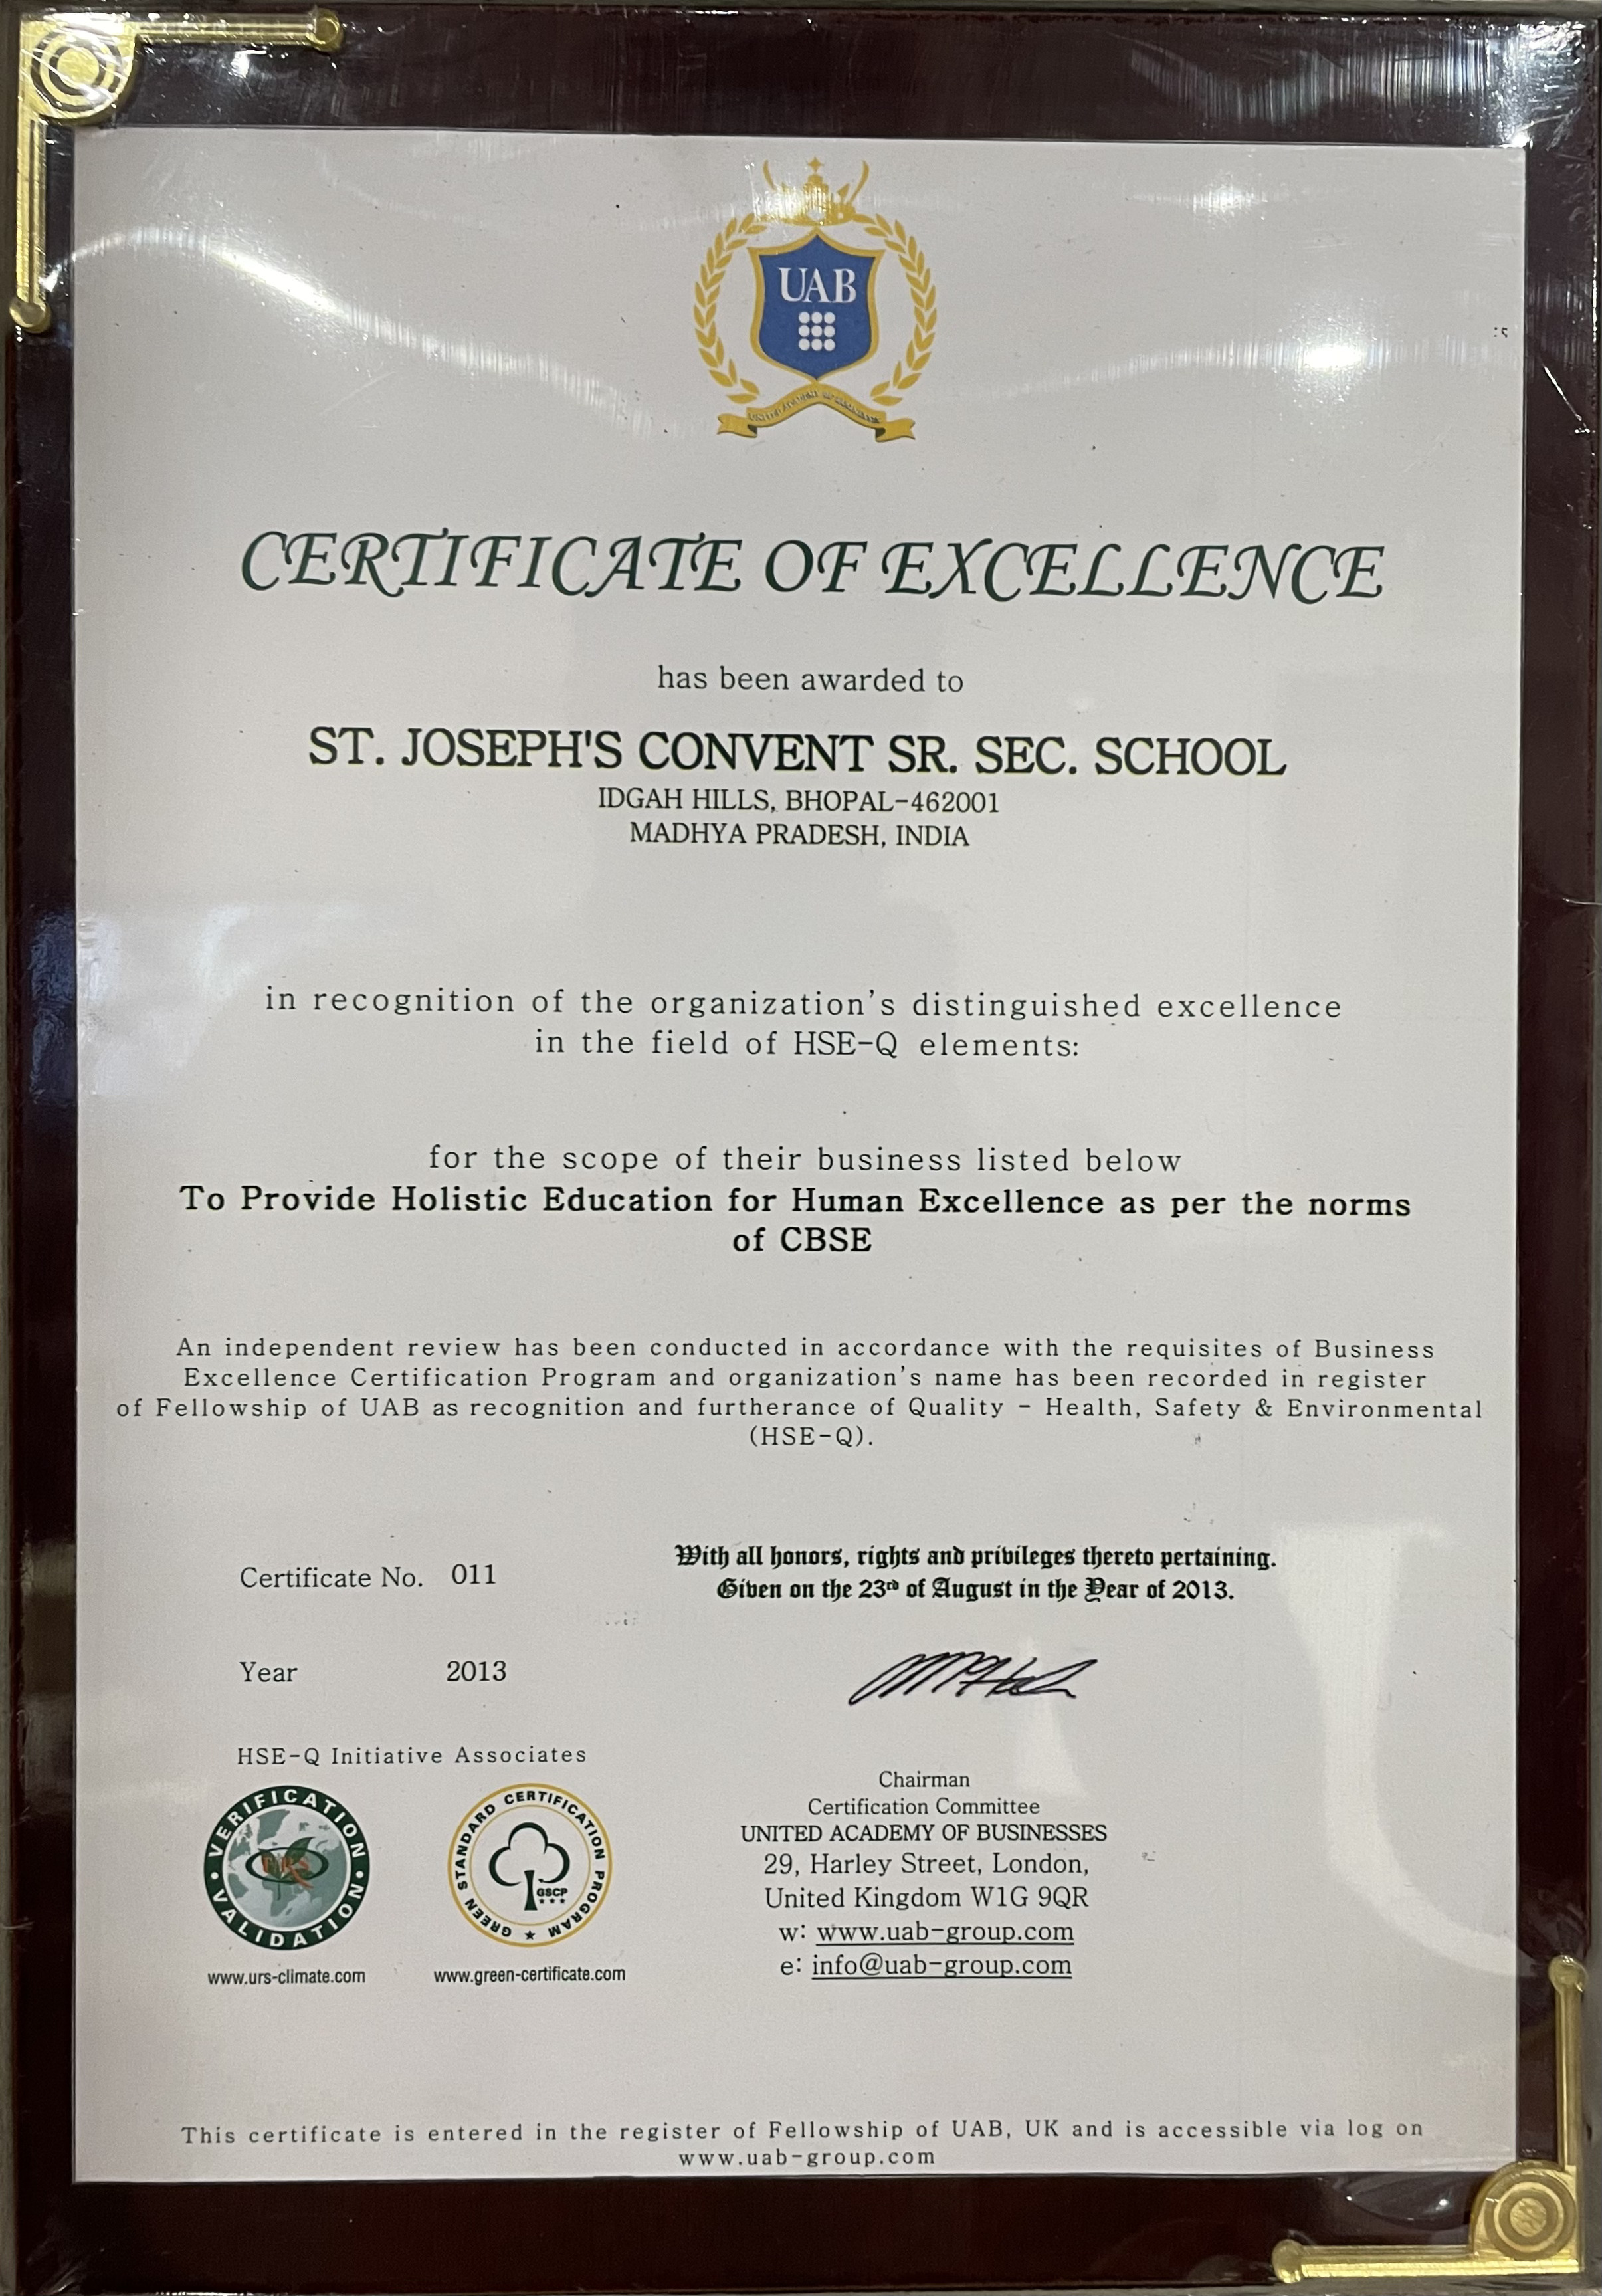 UAB
UNITED ACADEMY OF BUSINESSES
CERTIFICATE OF EXCELLENCE
has been awarded to
ST. JOSEPH'S CONVENT SR. SEC. SCHOOL
IDGAH HILLS, BHOPAL-462001
MADHYA PRADESH, INDIA
in recognition of the organization's distinguished excellence
in the field of HSE-Q elements:
for the scope of their business listed below
To Provide Holistic Education for Human Excellence as per the norms
of CBSE
An independent review has been conducted in accordance with the requisites of Business
Excellence Certification Program and organization's name has been recorded in register
of Fellowship of UAB as recognition and furtherance of Quality - Health, Safety & Environmental
(HSE-Q).
Certificate No. 011
With all honors, rights and privileges thereto pertaining.
Given on the 23rd of August in the Year of 2013.
Year 2013
HSE-Q Initiative Associates
VERIFICATION
VALIDATION
URS
www.urs-climate.com
GREEN STANDARD CERTIFICATION PROGRAM
GSCP
www.green-certificate.com
Chairman
Certification Committee
UNITED ACADEMY OF BUSINESSES
29, Harley Street, London,
United Kingdom W1G 9QR
w: www.uab-group.com
e: info@uab-group.com
This certificate is entered in the register of Fellowship of UAB, UK and is accessible via log on
www.uab-group.com